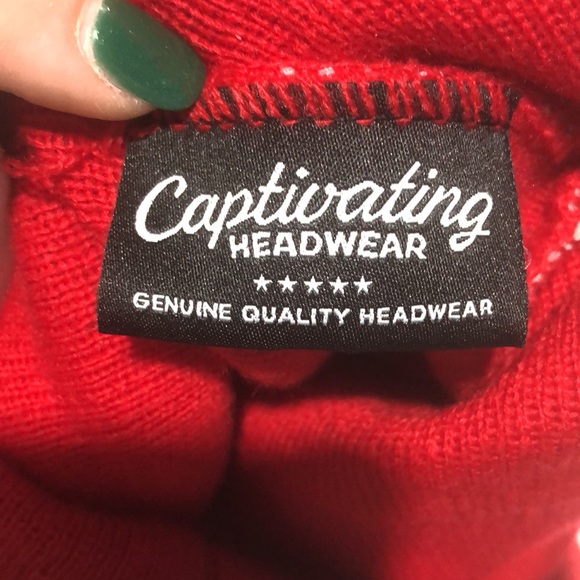 Captivating
HEADWEAR
★★★★★
GENUINE QUALITY HEADWEAR